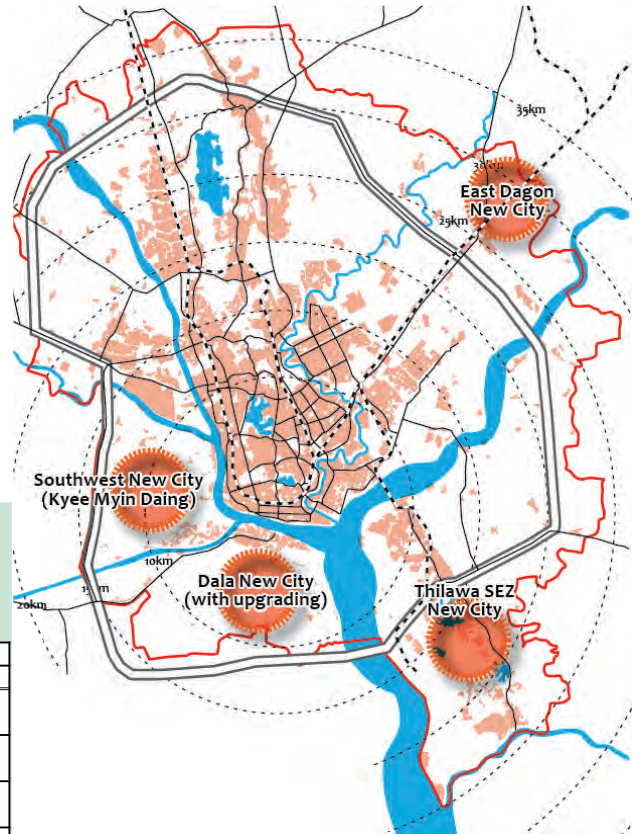 35km
30km
East Dagon
New City
25km
Southwest New City
(Kyee Myin Daing)
10km
Dala New City
(with upgrading)
Thilawa SEZ
New City
15km
20km